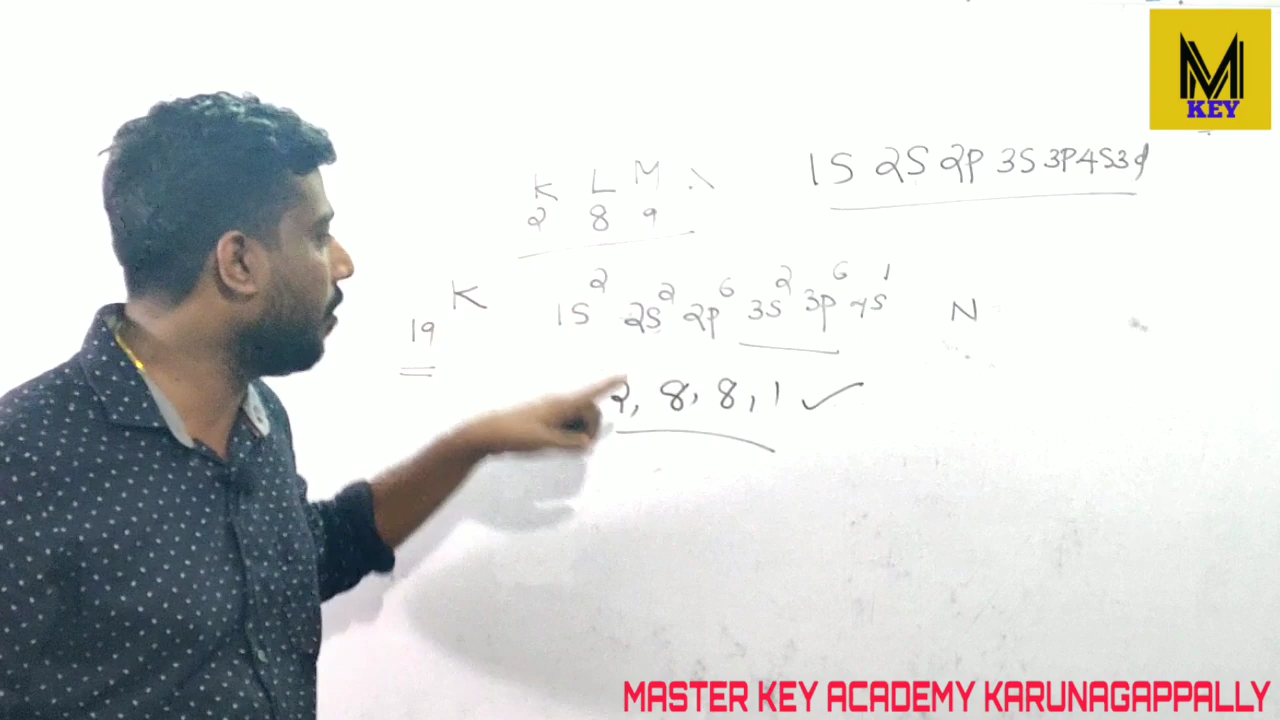 M
KEY
1S 2S 2P 3S 3P 4S 3d
K L M
2 8 9
K 1S² 2S² 2P⁶ 3S² 3P⁶ 4S¹ N
19
2, 8, 8, 1 ✓
MASTER KEY ACADEMY KARUNAGAPPALLY